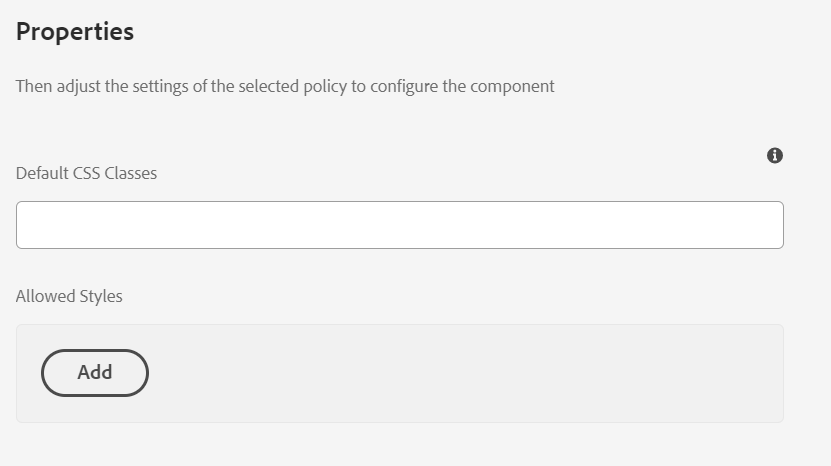 Properties
Then adjust the settings of the selected policy to configure the component
Default CSS Classes
Allowed Styles
Add